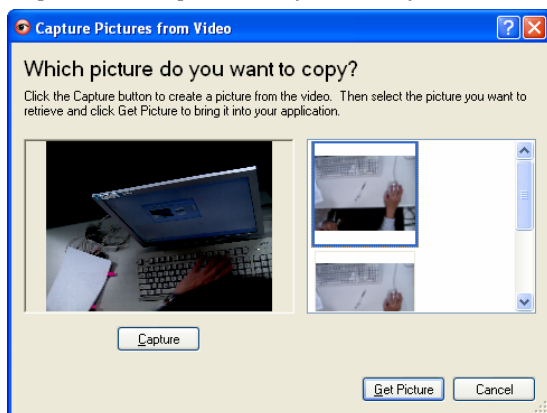 Capture Pictures from Video
Which picture do you want to copy?
Click the Capture button to create a picture from the video. Then select the picture you want to
retrieve and click Get Picture to bring it into your application.
Capture
Get Picture
Cancel